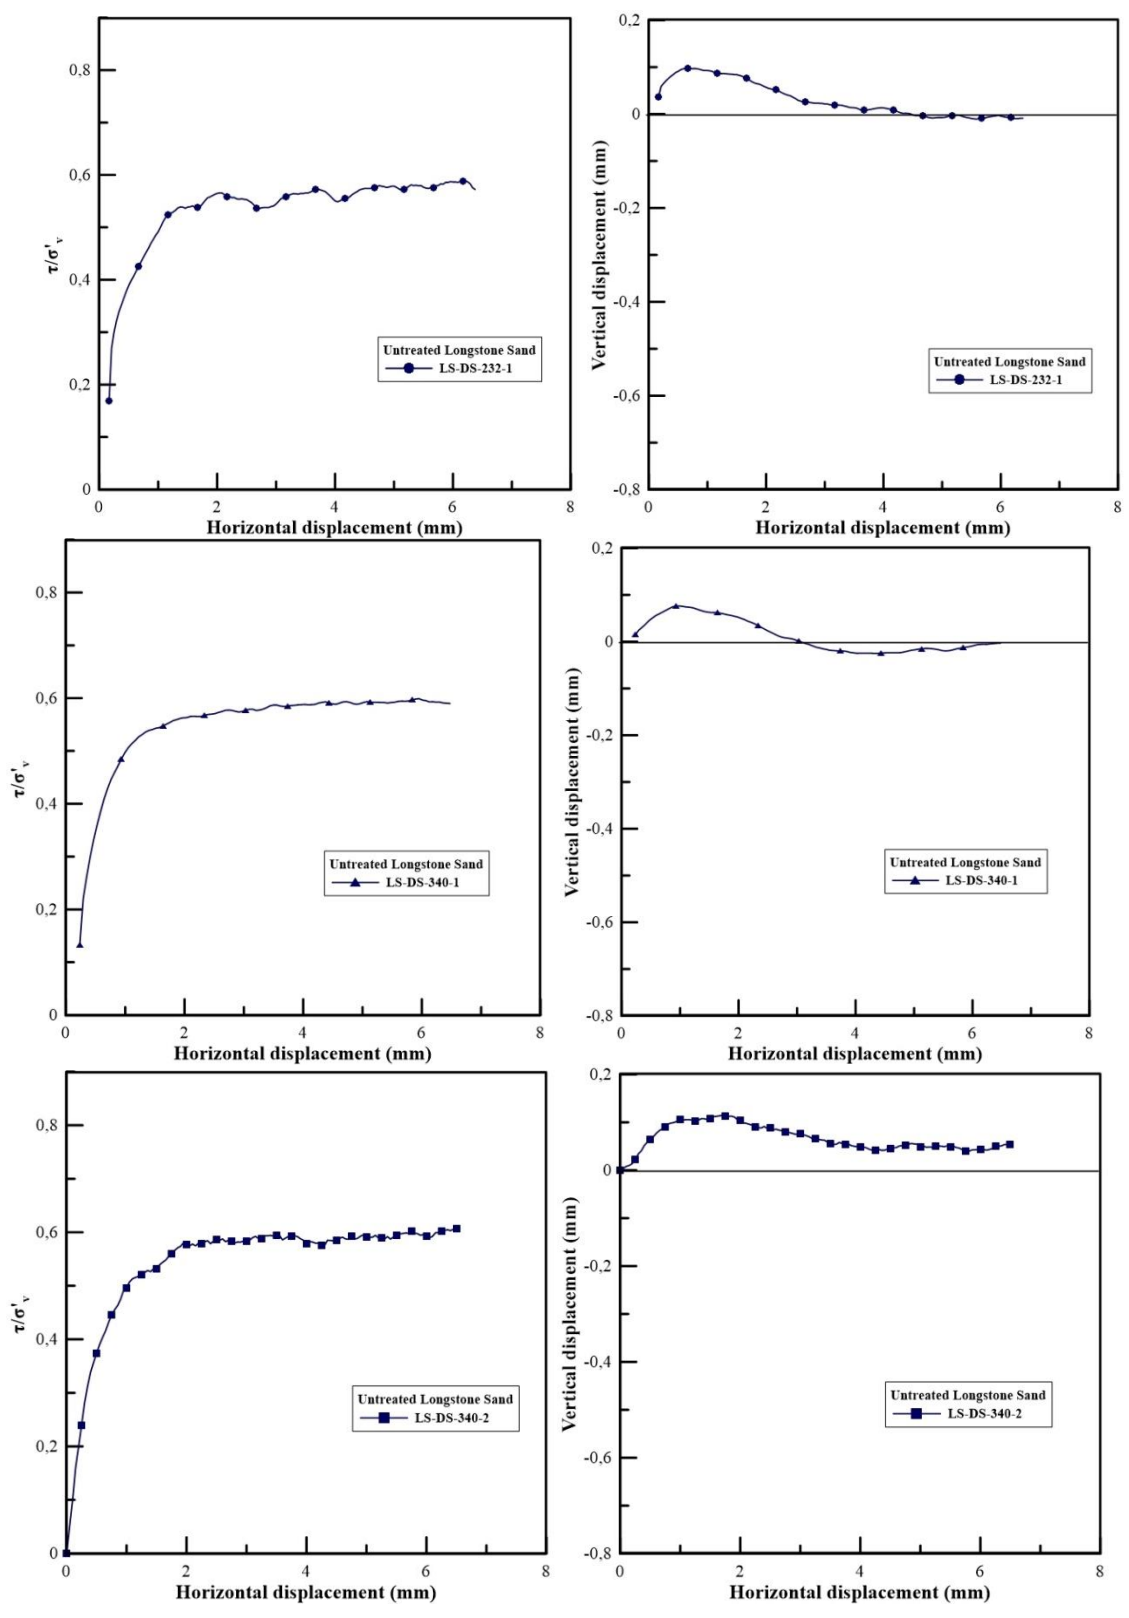 0,8
0,6
0,4
0,2
0
τ/σ'v
0 2 4 6 8
Horizontal displacement (mm)
Untreated Longstone Sand
LS-DS-232-1
0,2
0
-0,2
-0,4
-0,6
-0,8
Vertical displacement (mm)
0 2 4 6 8
Horizontal displacement (mm)
Untreated Longstone Sand
LS-DS-232-1
0,8
0,6
0,4
0,2
0
τ/σ'v
0 2 4 6 8
Horizontal displacement (mm)
Untreated Longstone Sand
LS-DS-340-1
0,2
0
-0,2
-0,4
-0,6
-0,8
Vertical displacement (mm)
0 2 4 6 8
Horizontal displacement (mm)
Untreated Longstone Sand
LS-DS-340-1
0,8
0,6
0,4
0,2
0
τ/σ'v
0 2 4 6 8
Horizontal displacement (mm)
Untreated Longstone Sand
LS-DS-340-2
0,2
0
-0,2
-0,4
-0,6
-0,8
Vertical displacement (mm)
0 2 4 6 8
Horizontal displacement (mm)
Untreated Longstone Sand
LS-DS-340-2